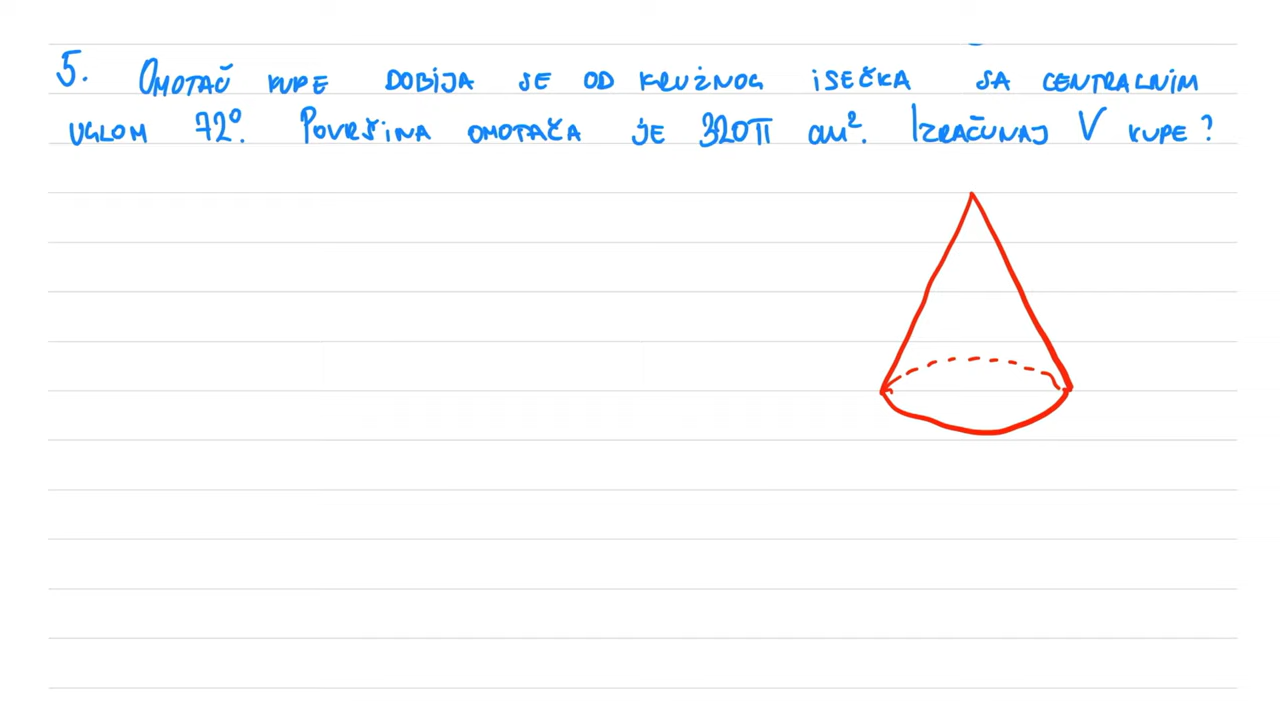 5. Omotač kupe dobija se od kružnog isečka sa centralnim
uglom 72°. Površina omotača je 320π cm². Izračunaj V kupe?